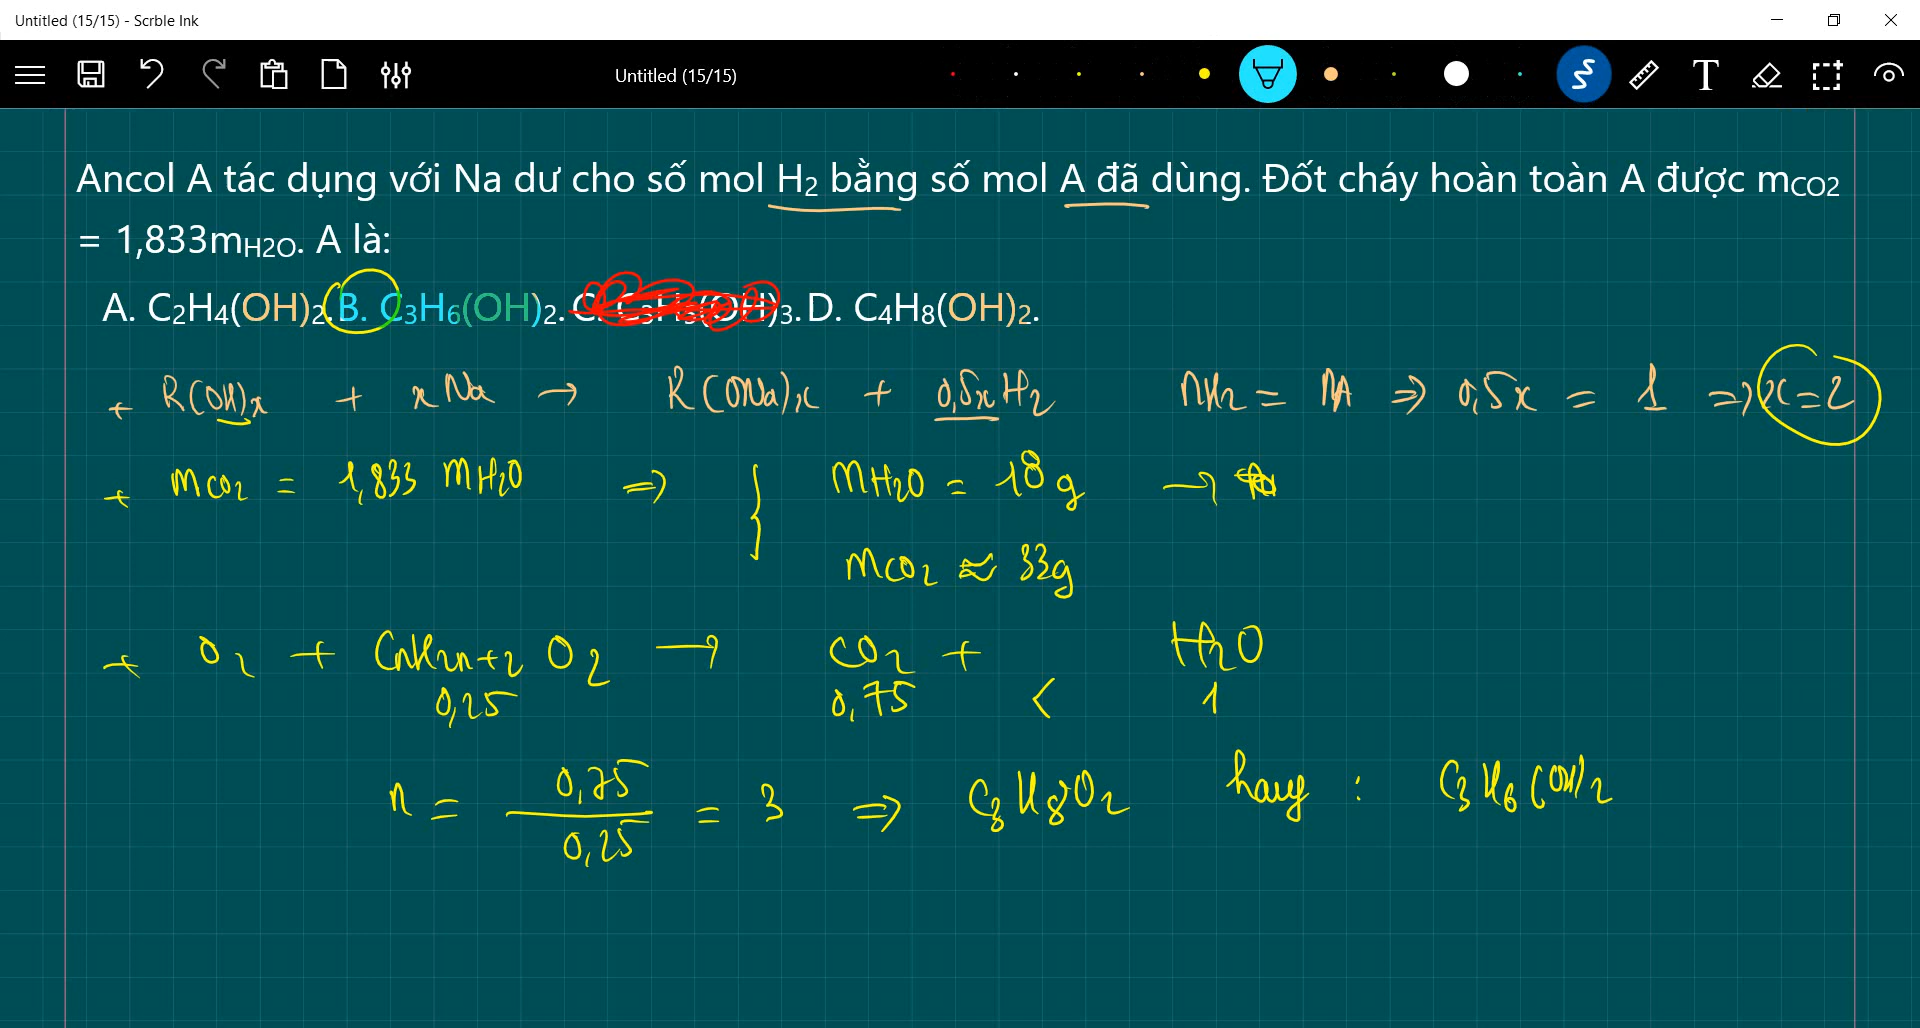 Untitled (15/15) - Scrble Ink
Untitled (15/15)
T
Ancol A tác dụng với Na dư cho số mol H2 bằng số mol A đã dùng. Đốt cháy hoàn toàn A được mCO2
= 1,833mH2O. A là:
A. C2H4(OH)2. B. C3H6(OH)2. C. C3H5(OH)3. D. C4H8(OH)2.
+ R(OH)x + xNa → R(ONa)x + 0,5xH2 nH2 = nA ⇒ 0,5x = 1 ⇒ x = 2
+ mCO2 = 1,833 mH2O ⇒ { mH2O = 18g →
mCO2 ≈ 33g
+ O2 + CnH2n+2O2 → CO2 + H2O
0,25 0,75 < 1
n = 0,75 / 0,25 = 3 ⇒ C3H8O2 hay : C3H6(OH)2